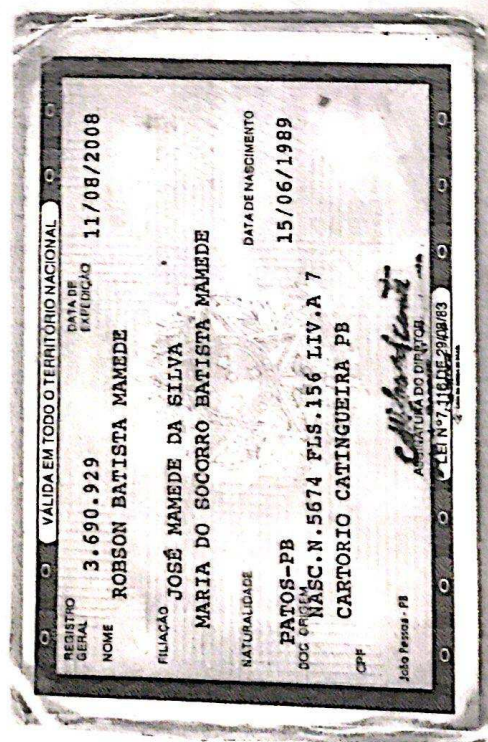 VÁLIDA EM TODO O TERRITÓRIO NACIONAL
REGISTRO GERAL 3.690.929 DATA DE EXPEDIÇÃO 11/08/2008
NOME ROBSON BATISTA MAMEDE
FILIAÇÃO JOSÉ MAMEDE DA SILVA
MARIA DO SOCORRO BATISTA MAMEDE
NATURALIDADE DATA DE NASCIMENTO
PATOS-PB 15/06/1989
DOC ORIGEM NASC.N.5674 FLS.156 LIV.A 7
CARTORIO CATINGUEIRA PB
CPF
João Pessoa - PB
ASSINATURA DO DIRETOR
LEI Nº 7.116 DE 29/08/83